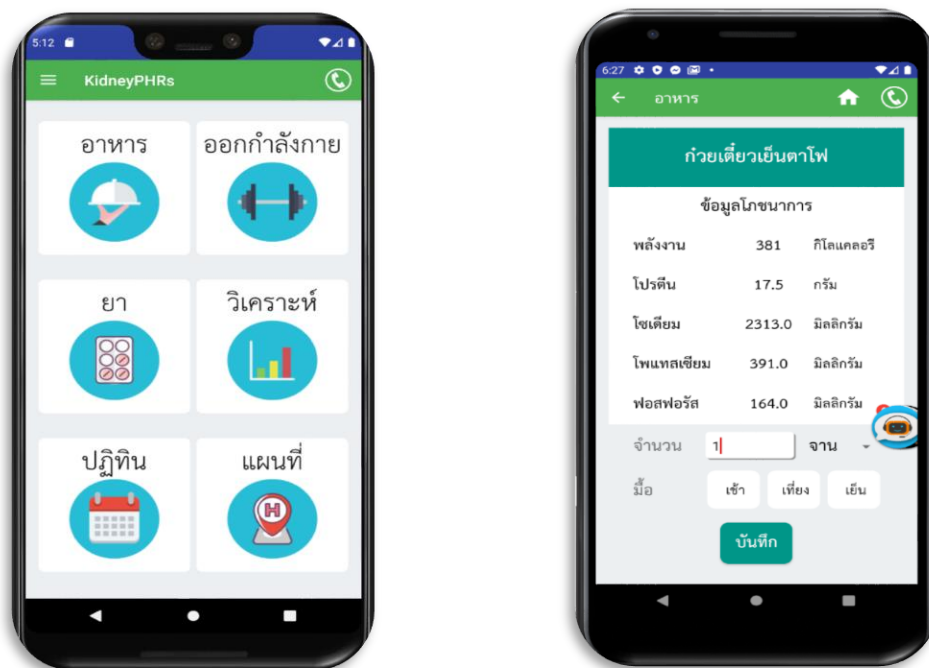 5:12
KidneyPHRs
อาหาร ออกกำลังกาย
ยา วิเคราะห์
H
ปฏิทิน แผนที่
6:27
อาหาร
ก๋วยเตี๋ยวเย็นตาโฟ
ข้อมูลโภชนาการ
พลังงาน 381 กิโลแคลอรี
โปรตีน 17.5 กรัม
โซเดียม 2313.0 มิลลิกรัม
โพแทสเซียม 391.0 มิลลิกรัม
ฟอสฟอรัส 164.0 มิลลิกรัม
จำนวน 1 จาน
มื้อ เช้า เที่ยง เย็น
บันทึก